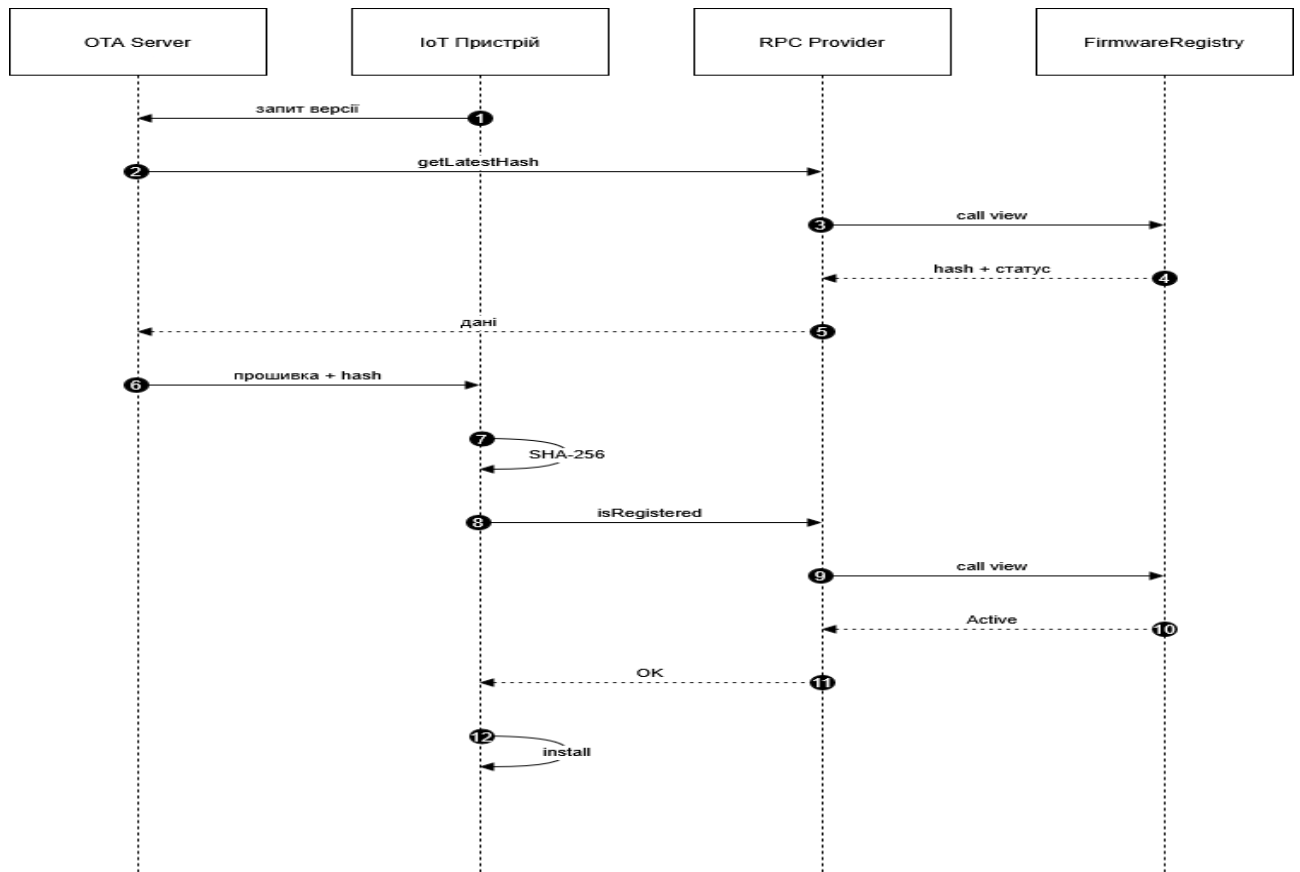 OTA Server
IoT Пристрій
RPC Provider
FirmwareRegistry
запит версії
1
2
getLatestHash
3
call view
hash + статус
4
дані
5
6
прошивка + hash
7
SHA-256
8
isRegistered
9
call view
Active
10
OK
11
12
install